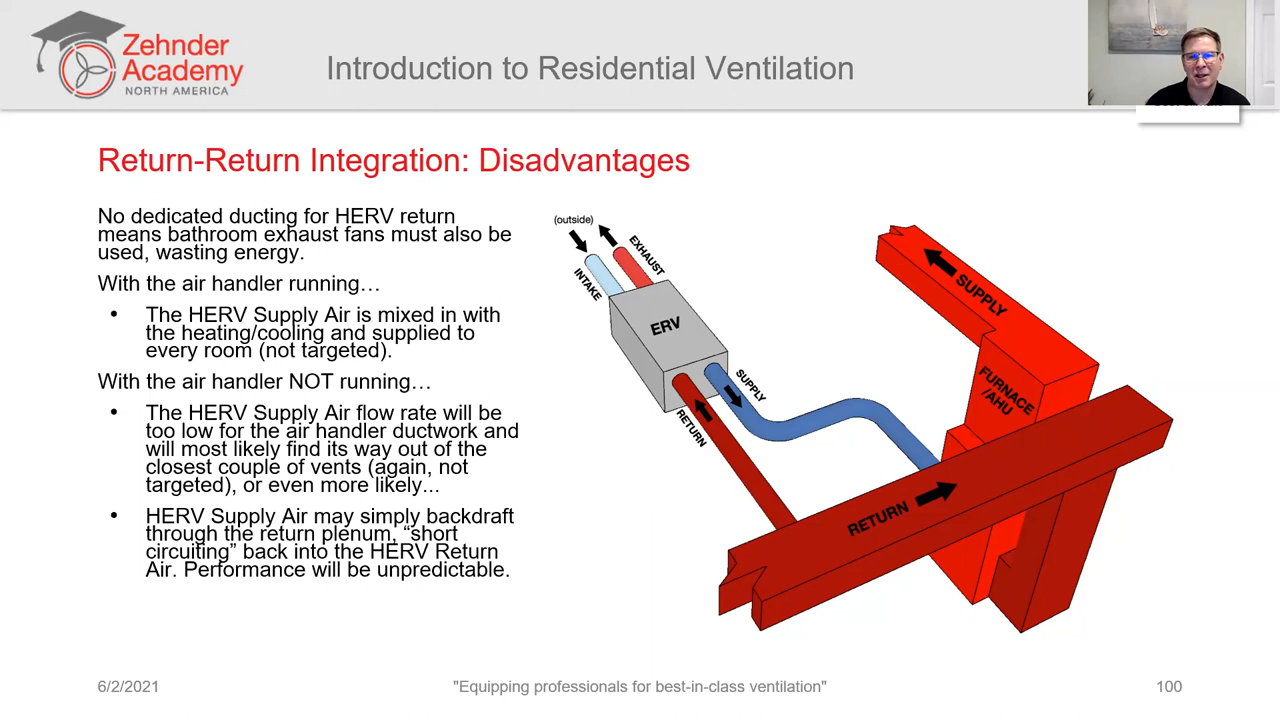 Zehnder
Academy
NORTH AMERICA
Introduction to Residential Ventilation
Return-Return Integration: Disadvantages
No dedicated ducting for HERV return
means bathroom exhaust fans must also be
used, wasting energy.
With the air handler running…
• The HERV Supply Air is mixed in with
the heating/cooling and supplied to
every room (not targeted).
With the air handler NOT running…
• The HERV Supply Air flow rate will be
too low for the air handler ductwork and
will most likely find its way out of the
closest couple of vents (again, not
targeted), or even more likely...
• HERV Supply Air may simply backdraft
through the return plenum, “short
circuiting” back into the HERV Return
Air. Performance will be unpredictable.
(outside)
INTAKE
EXHAUST
ERV
SUPPLY
RETURN
SUPPLY
FURNACE
/AHU
RETURN
6/2/2021
"Equipping professionals for best-in-class ventilation"
100